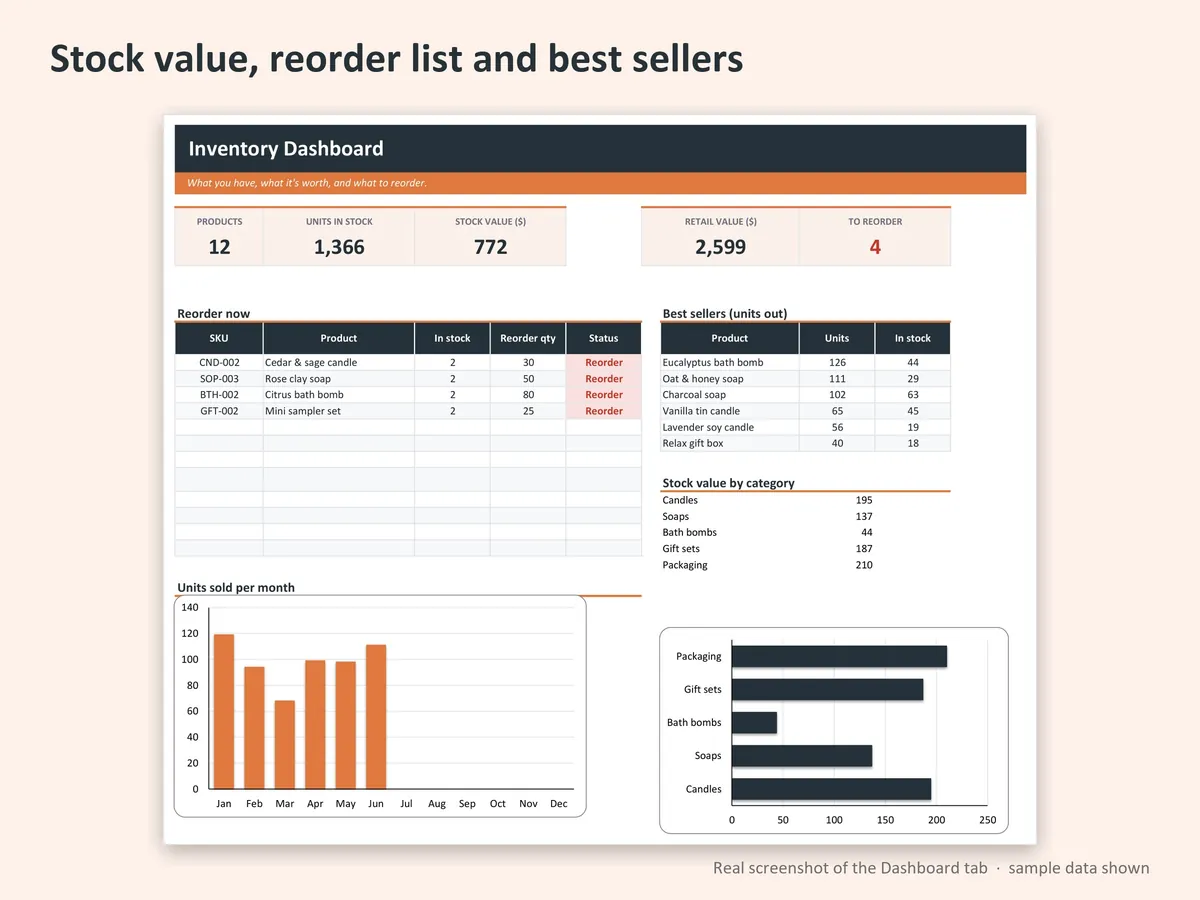 Stock value, reorder list and best sellers
Inventory Dashboard
What you have, what it's worth, and what to reorder.
PRODUCTS UNITS IN STOCK STOCK VALUE ($) RETAIL VALUE ($) TO REORDER
12 1,366 772 2,599 4
Reorder now
SKU Product In stock Reorder qty Status
CND-002 Cedar & sage candle 2 30 Reorder
SOP-003 Rose clay soap 2 50 Reorder
BTH-002 Citrus bath bomb 2 80 Reorder
GFT-002 Mini sampler set 2 25 Reorder
Best sellers (units out)
Product Units In stock
Eucalyptus bath bomb 126 44
Oat & honey soap 111 29
Charcoal soap 102 63
Vanilla tin candle 65 45
Lavender soy candle 56 19
Relax gift box 40 18
Stock value by category
Candles 195
Soaps 137
Bath bombs 44
Gift sets 187
Packaging 210
Units sold per month
140
120
100
80
60
40
20
0
Jan Feb Mar Apr May Jun Jul Aug Sep Oct Nov Dec
Packaging
Gift sets
Bath bombs
Soaps
Candles
0 50 100 150 200 250
Real screenshot of the Dashboard tab · sample data shown